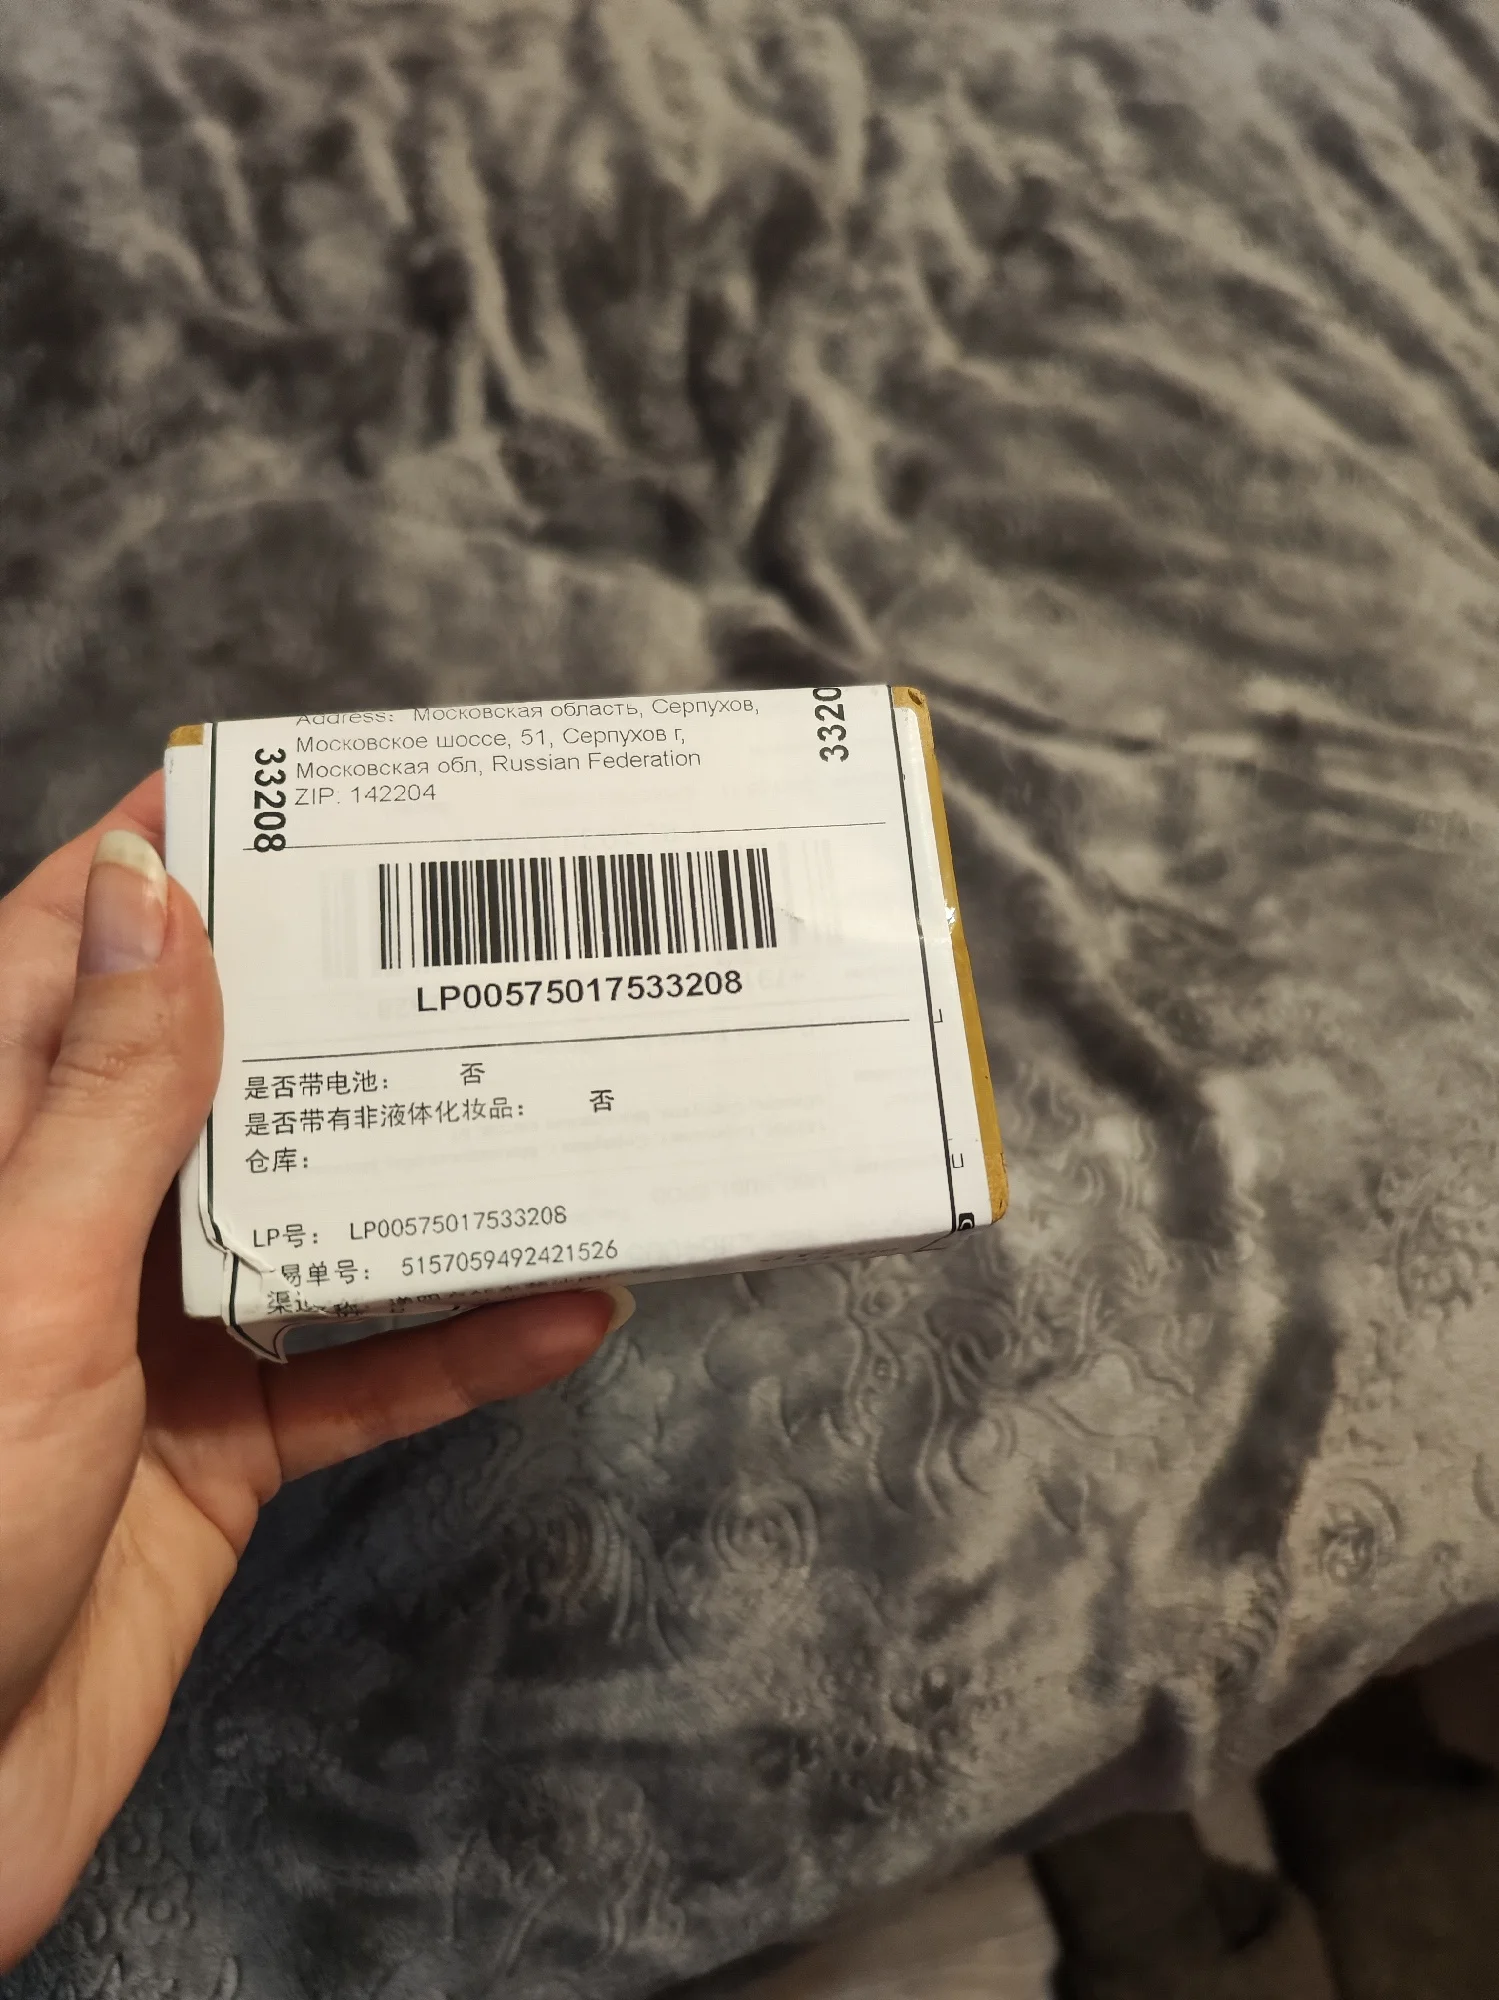 Address: Московская область, Серпухов,
Московское шоссе, 51, Серпухов г,
Московская обл, Russian Federation
ZIP: 142204
33208
3320
LP00575017533208
是否带电池： 否
是否带有非液体化妆品： 否
仓库：
LP号： LP00575017533208
易单号： 5157059492421526